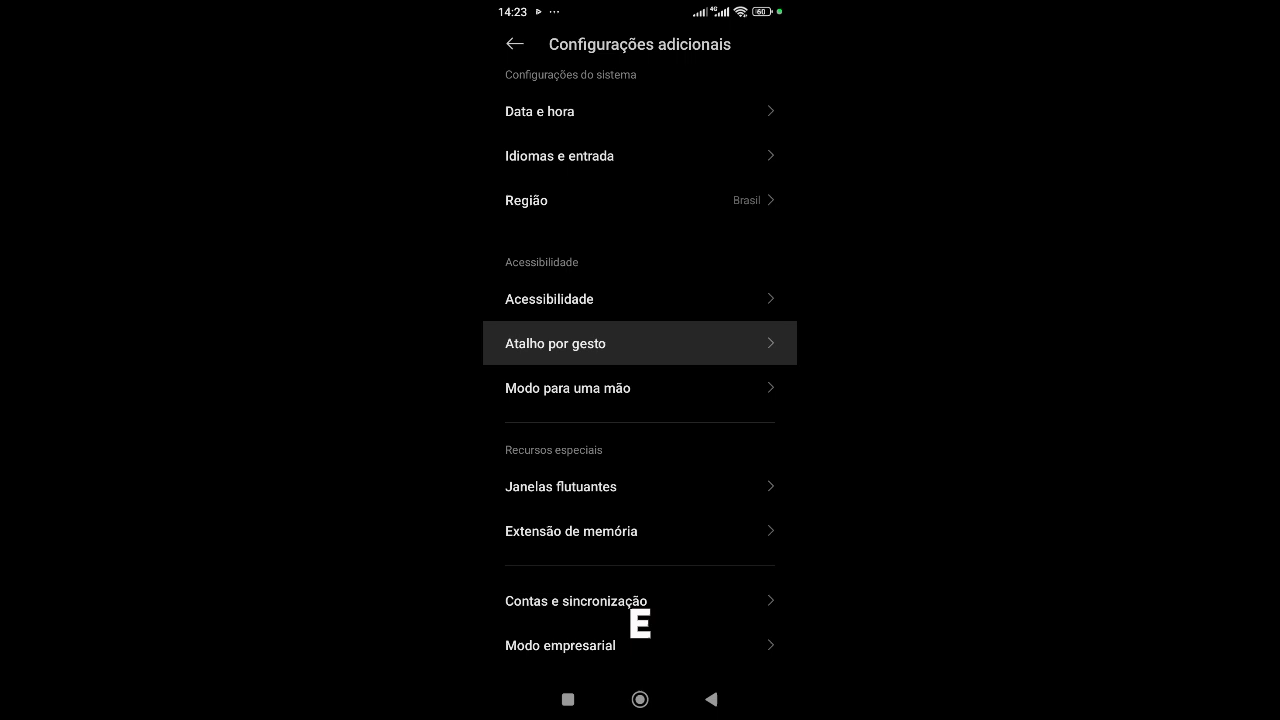 14:23 4G 60
Configurações adicionais
Configurações do sistema
Data e hora
Idiomas e entrada
Região Brasil
Acessibilidade
Acessibilidade
Atalho por gesto
Modo para uma mão
Recursos especiais
Janelas flutuantes
Extensão de memória
Contas e sincronização
E
Modo empresarial